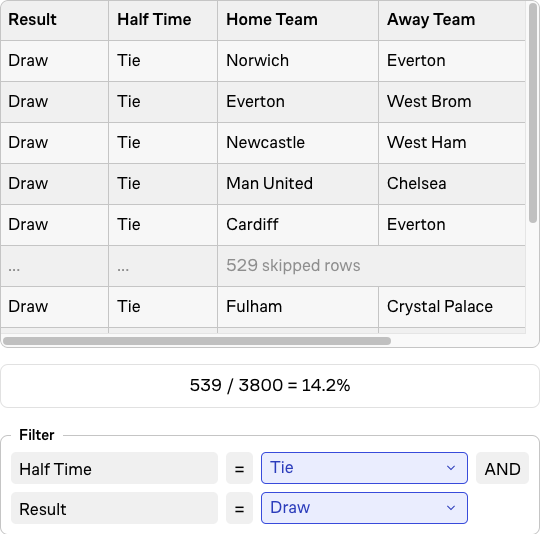 Result Half Time Home Team Away Team
Draw Tie Norwich Everton
Draw Tie Everton West Brom
Draw Tie Newcastle West Ham
Draw Tie Man United Chelsea
Draw Tie Cardiff Everton
... ... 529 skipped rows
Draw Tie Fulham Crystal Palace
539 / 3800 = 14.2%
Filter
Half Time = Tie AND
Result = Draw